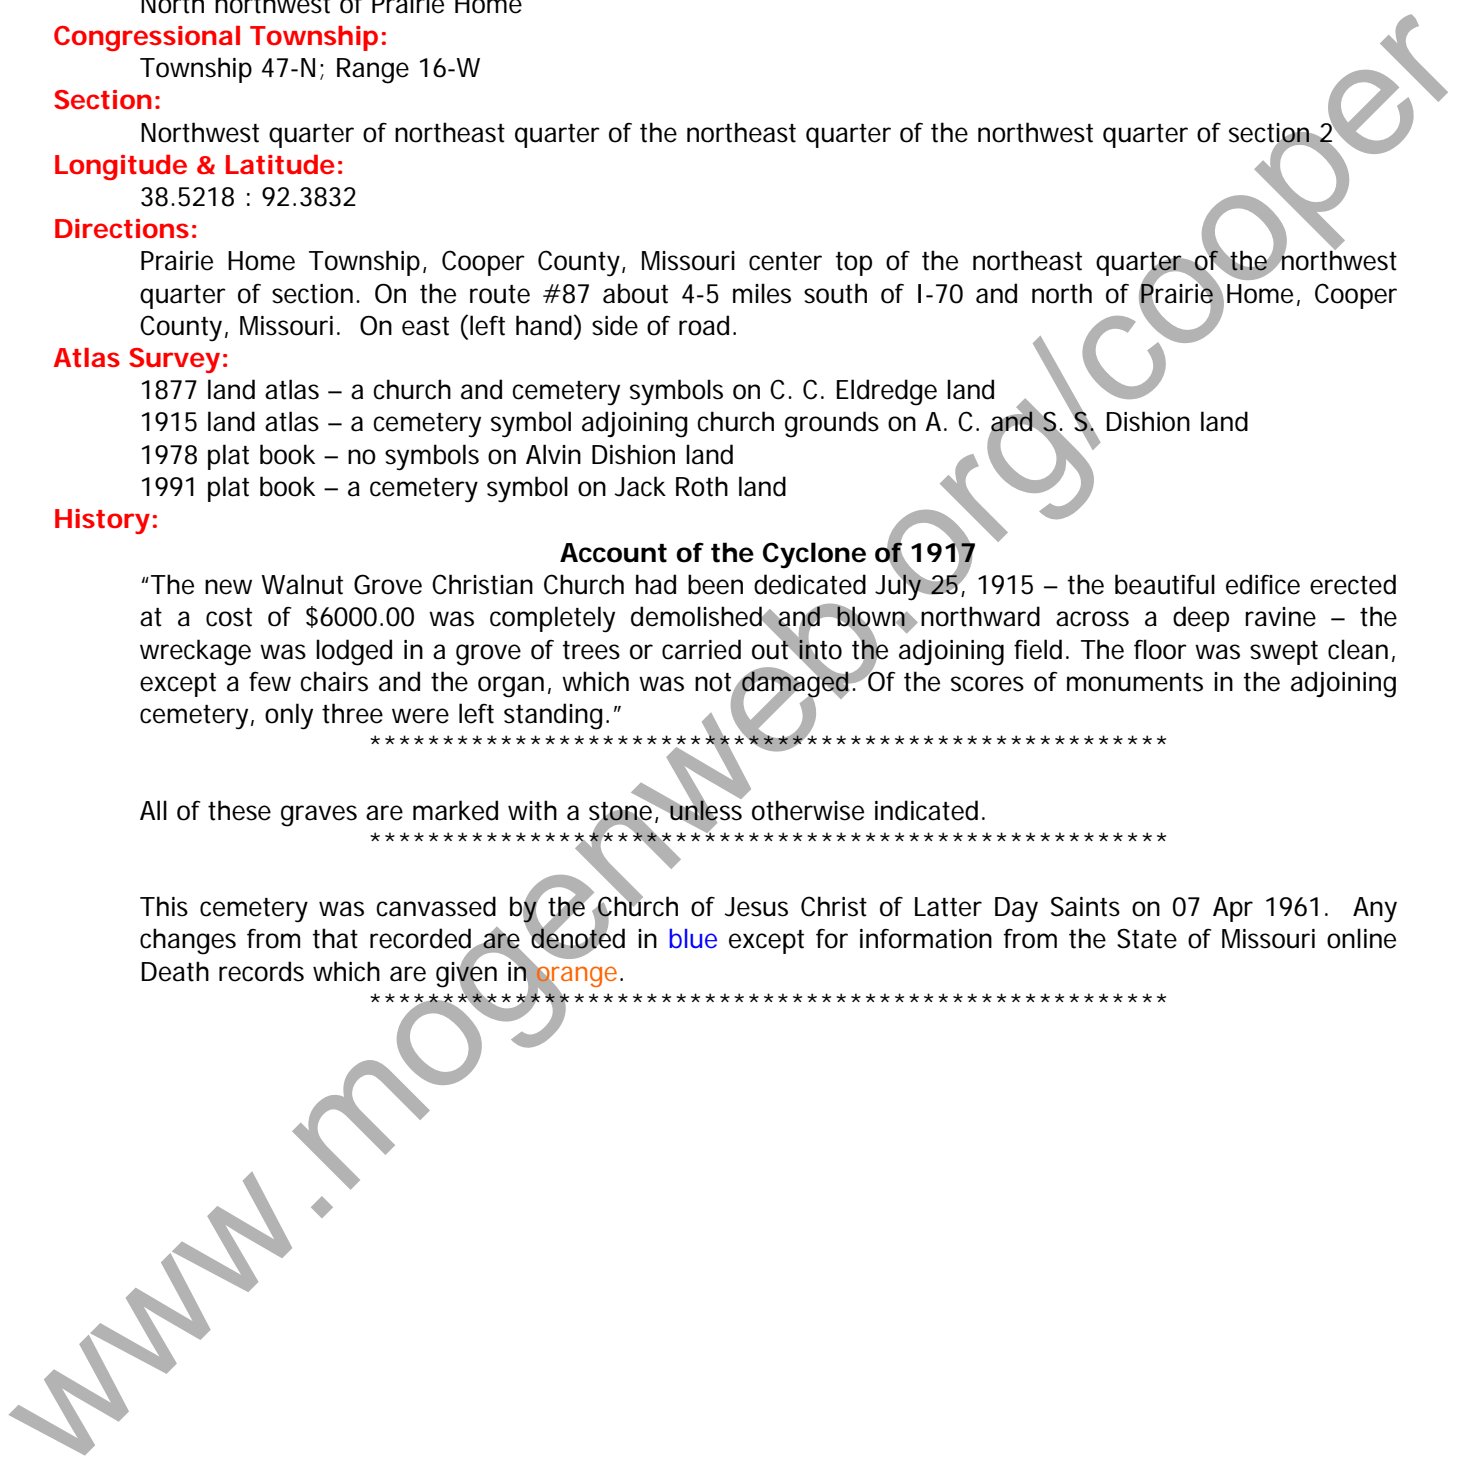 North northwest of Prairie Home
Congressional Township:
Township 47-N; Range 16-W
Section:
Northwest quarter of northeast quarter of the northeast quarter of the northwest quarter of section 2
Longitude & Latitude:
38.5218 : 92.3832
Directions:
Prairie Home Township, Cooper County, Missouri center top of the northeast quarter of the northwest
quarter of section. On the route #87 about 4-5 miles south of I-70 and north of Prairie Home, Cooper
County, Missouri.  On east (left hand) side of road.
Atlas Survey:
1877 land atlas – a church and cemetery symbols on C. C. Eldredge land
1915 land atlas – a cemetery symbol adjoining church grounds on A. C. and S. S. Dishion land
1978 plat book – no symbols on Alvin Dishion land
1991 plat book – a cemetery symbol on Jack Roth land
History:
Account of the Cyclone of 1917
“The new Walnut Grove Christian Church had been dedicated July 25, 1915 – the beautiful edifice erected
at a cost of $6000.00 was completely demolished and blown northward across a deep ravine – the
wreckage was lodged in a grove of trees or carried out into the adjoining field. The floor was swept clean,
except a few chairs and the organ, which was not damaged. Of the scores of monuments in the adjoining
cemetery, only three were left standing.”
*******************************************************
All of these graves are marked with a stone, unless otherwise indicated.
*******************************************************
This cemetery was canvassed by the Church of Jesus Christ of Latter Day Saints on 07 Apr 1961.  Any
changes from that recorded are denoted in blue except for information from the State of Missouri online
Death records which are given in orange.
*******************************************************
www.mogenweb.org/cooper